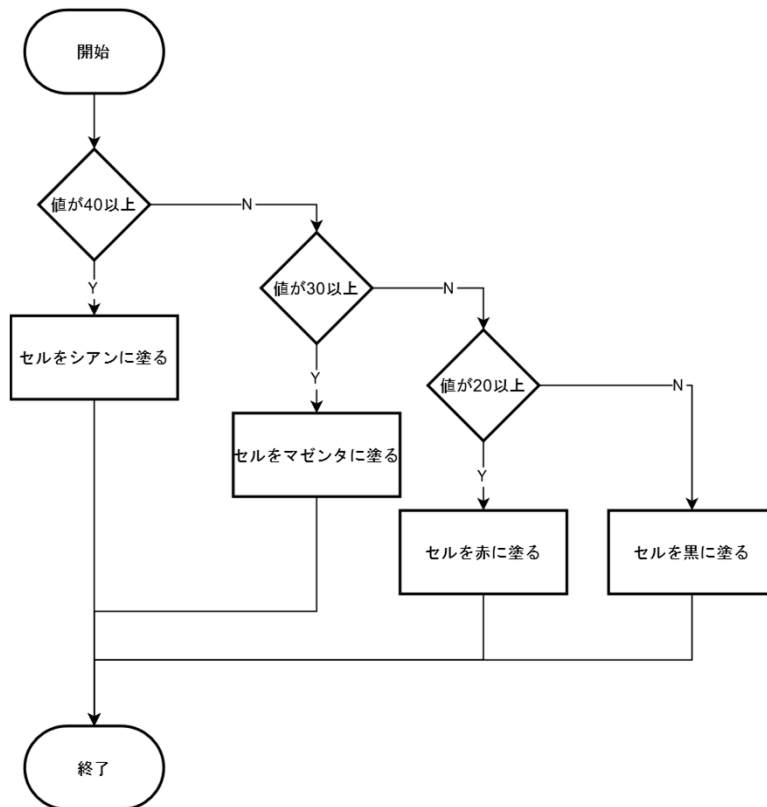 開始
値が40以上
N
Y
値が30以上
N
セルをシアンに塗る
Y
値が20以上
N
セルをマゼンタに塗る
Y
セルを赤に塗る
セルを黒に塗る
終了